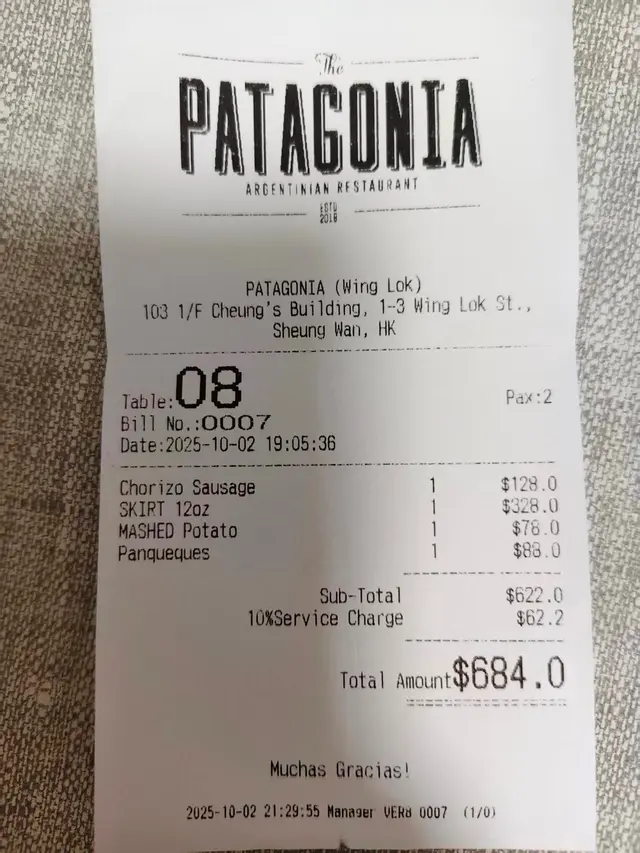 The
PATAGONIA
ARGENTINIAN RESTAURANT
ESTD
2018
PATAGONIA (Wing Lok)
103 1/F Cheung's Building, 1-3 Wing Lok St.,
Sheung Wan, HK
Table:08 Pax:2
Bill No.:0007
Date:2025-10-02 19:05:36
Chorizo Sausage 1 $128.0
SKIRT 12oz 1 $328.0
MASHED Potato 1 $78.0
Panqueques 1 $88.0
Sub-Total $622.0
10%Service Charge $62.2
Total Amount$684.0
Muchas Gracias!
2025-10-02 21:29:55 Manager VER8 0007 (1/0)